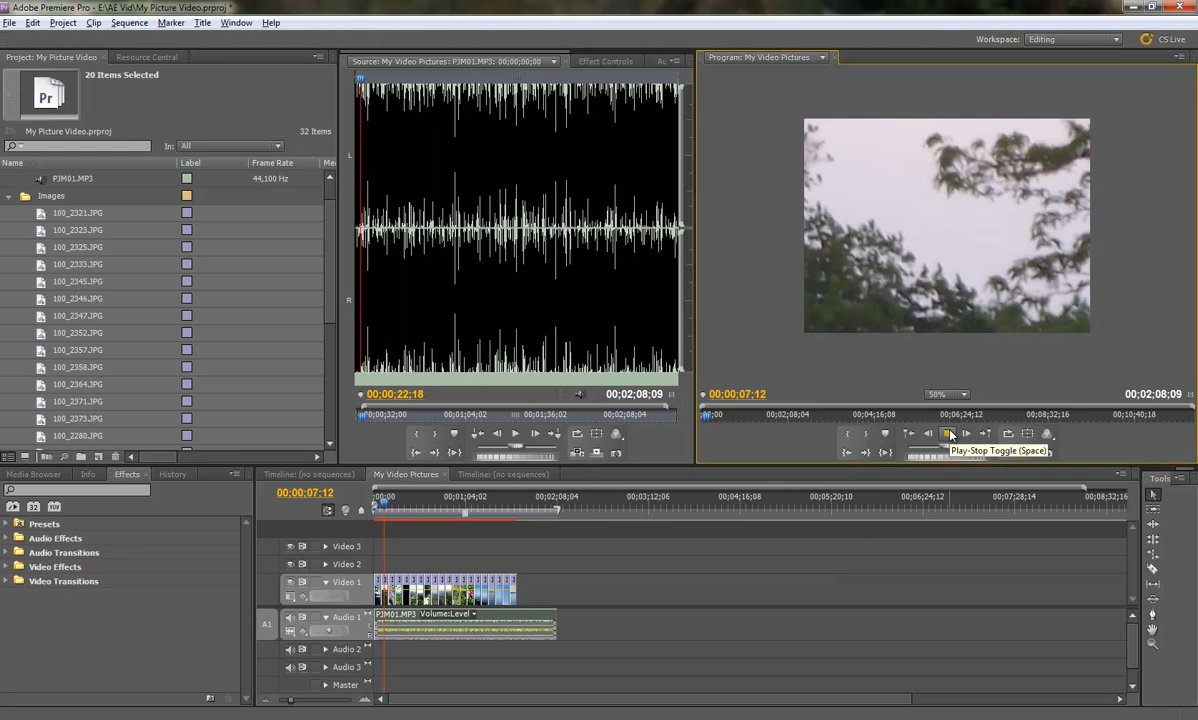 Adobe Premiere Pro - E:\AE Vid\My Picture Video.prproj *
File Edit Project Clip Sequence Marker Title Window Help
Workspace: Editing CS Live
Project: My Picture Video Resource Central
20 Items Selected
Pr
My Picture Video.prproj 32 Items
In: All
Name Label Frame Rate Me
PJM01.MP3 44,100 Hz
Images
100_2321.JPG
100_2323.JPG
100_2325.JPG
100_2333.JPG
100_2345.JPG
100_2346.JPG
100_2347.JPG
100_2352.JPG
100_2357.JPG
100_2358.JPG
100_2364.JPG
100_2371.JPG
100_2373.JPG
100_2280.JPG
Source: My Video Pictures: PJM01.MP3: 00;00;00;00 Effect Controls Au
L
R
00;00;22;18 00;02;08;09
00;00;32;00 00;01;04;02 00;01;36;02 00;02;08;04
Program: My Video Pictures
00;00;07;12 50% 00;02;08;09
;00;00 00;02;08;04 00;04;16;08 00;06;24;12 00;08;32;16 00;10;40;18
Play-Stop Toggle (Space)
Media Browser Info Effects History
Presets
Audio Effects
Audio Transitions
Video Effects
Video Transitions
Timeline: (no sequences) My Video Pictures Timeline: (no sequences)
00;00;07;12
;00;00 00;01;04;02 00;02;08;04 00;03;12;06 00;04;16;08 00;05;20;10 00;06;24;12 00;07;28;14 00;08;32;16
Video 3
Video 2
Video 1
A1 Audio 1 PJM01.MP3 Volume:Level
L
R
Audio 2
Audio 3
Master
Tools